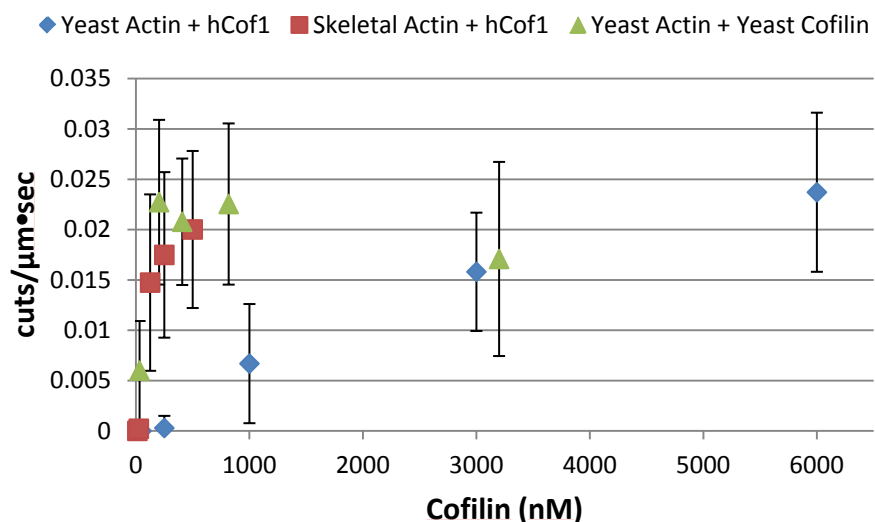 Yeast Actin + hCof1 Skeletal Actin + hCof1 Yeast Actin + Yeast Cofilin
0.035
0.03
0.025
0.02
0.015
0.01
0.005
0
cuts/µm•sec
0 1000 2000 3000 4000 5000 6000
Cofilin (nM)